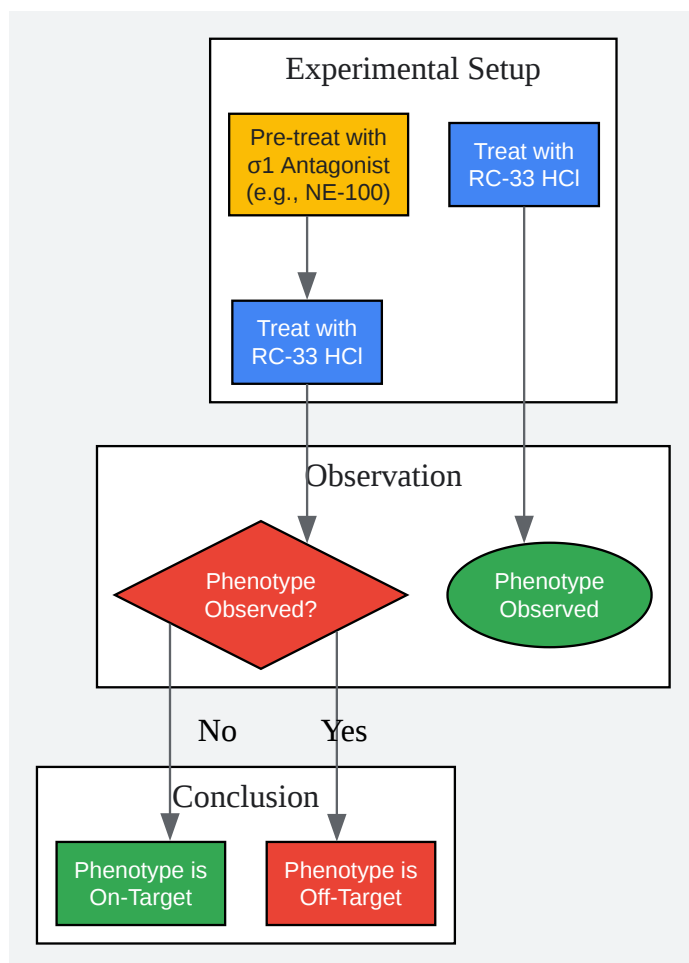 Experimental Setup
Pre-treat with
σ1 Antagonist
(e.g., NE-100)
Treat with
RC-33 HCl
Treat with
RC-33 HCl
Observation
Phenotype
Observed?
Phenotype
Observed
No
Yes
Conclusion
Phenotype is
On-Target
Phenotype is
Off-Target